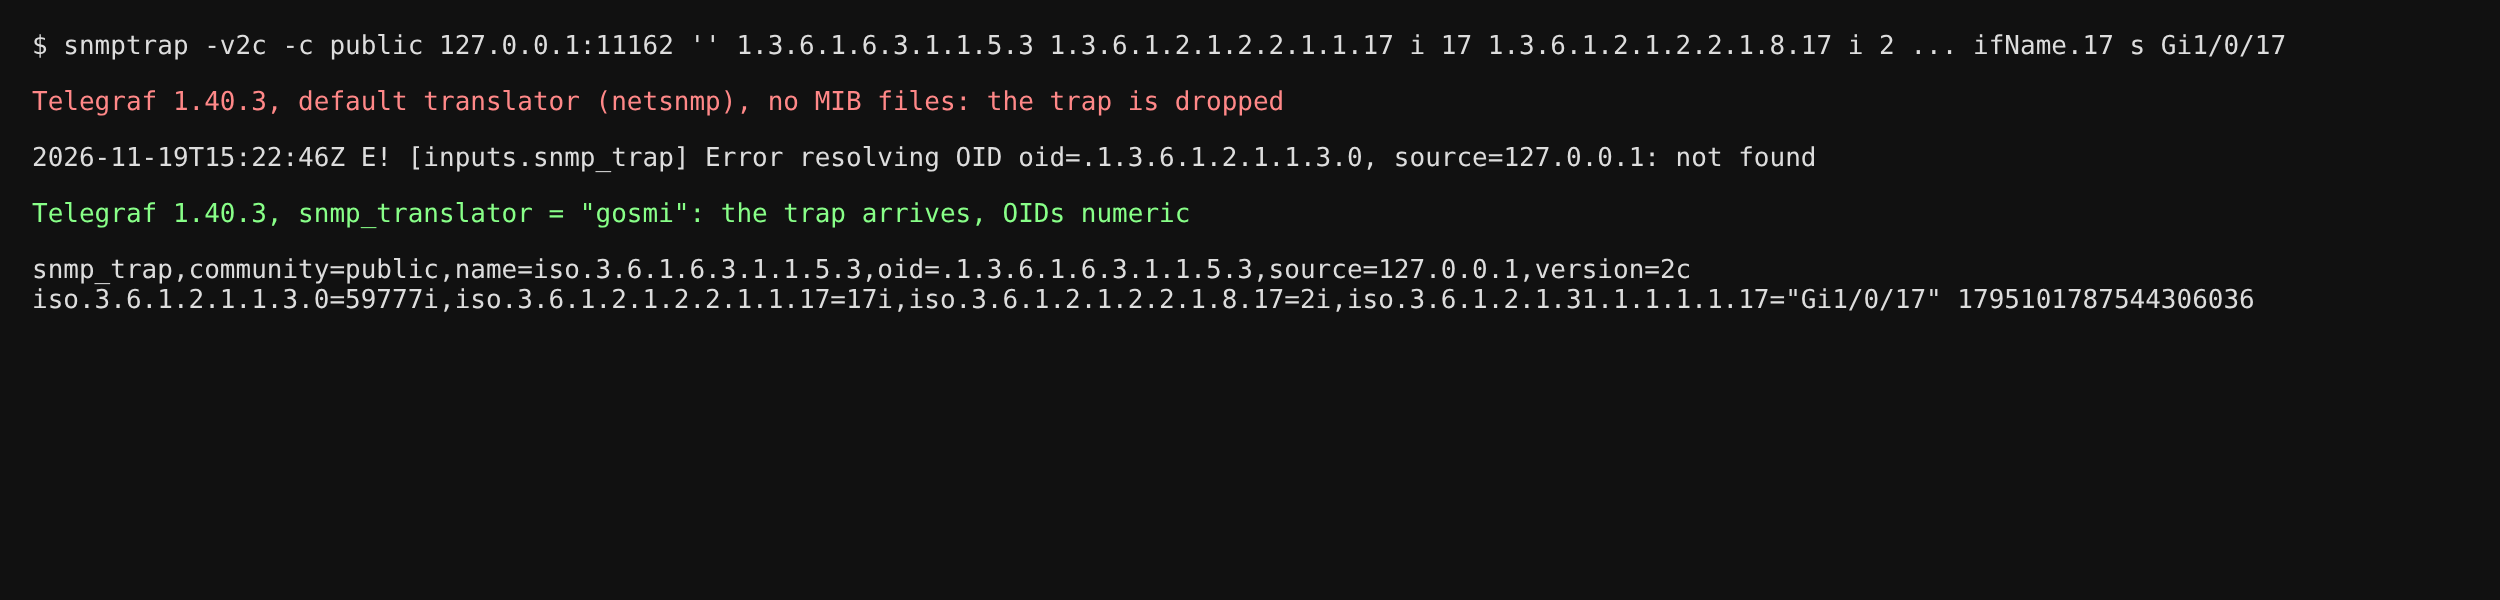 $ snmptrap -v2c -c public 127.0.0.1:11162 '' 1.3.6.1.6.3.1.1.5.3 1.3.6.1.2.1.2.2.1.1.17 i 17 1.3.6.1.2.1.2.2.1.8.17 i 2 ... ifName.17 s Gi1/0/17
Telegraf 1.40.3, default translator (netsnmp), no MIB files: the trap is dropped
2026-11-19T15:22:46Z E! [inputs.snmp_trap] Error resolving OID oid=.1.3.6.1.2.1.1.3.0, source=127.0.0.1: not found
Telegraf 1.40.3, snmp_translator = "gosmi": the trap arrives, OIDs numeric
snmp_trap,community=public,name=iso.3.6.1.6.3.1.1.5.3,oid=.1.3.6.1.6.3.1.1.5.3,source=127.0.0.1,version=2c
iso.3.6.1.2.1.1.3.0=59777i,iso.3.6.1.2.1.2.2.1.1.17=17i,iso.3.6.1.2.1.2.2.1.8.17=2i,iso.3.6.1.2.1.31.1.1.1.1.17="Gi1/0/17" 1795101787544306036